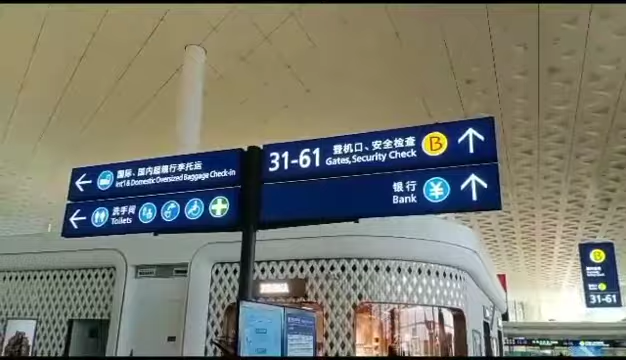 国际、国内超限行李托运
Int'l & Domestic Oversized Baggage Check-in
洗手间
Toilets
31-61
登机口、安全检查
Gates, Security Check
B
银行
Bank
¥
B
31-61